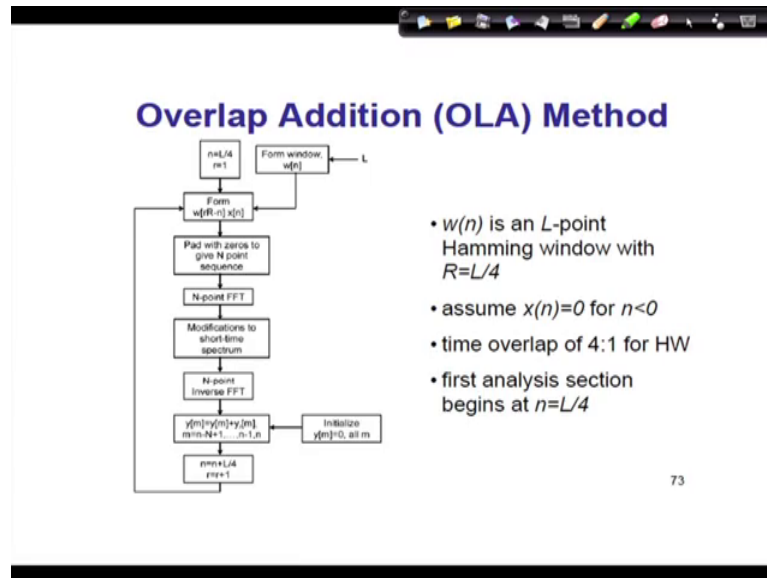 Overlap Addition (OLA) Method
n=L/4
r=1
Form window,
w[n]
L
Form
w[rR-n] x[n]
Pad with zeros to
give N point
sequence
N-point FFT
Modifications to
short-time
spectrum
N-point
Inverse FFT
y[m]=y[m]+yᵣ[m],
m=n-N+1,...,n-1,n
Initialize
y[m]=0, all m
n=n+L/4
r=r+1
• w(n) is an L-point
Hamming window with
R=L/4
• assume x(n)=0 for n<0
• time overlap of 4:1 for HW
• first analysis section
begins at n=L/4
73